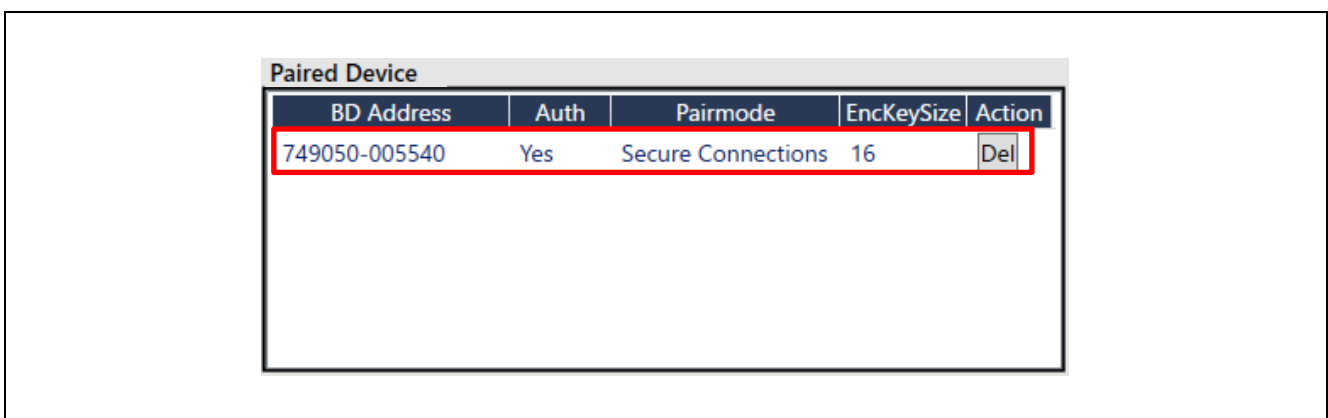 Paired Device
BD Address Auth Pairmode EncKeySize Action
749050-005540 Yes Secure Connections 16 Del